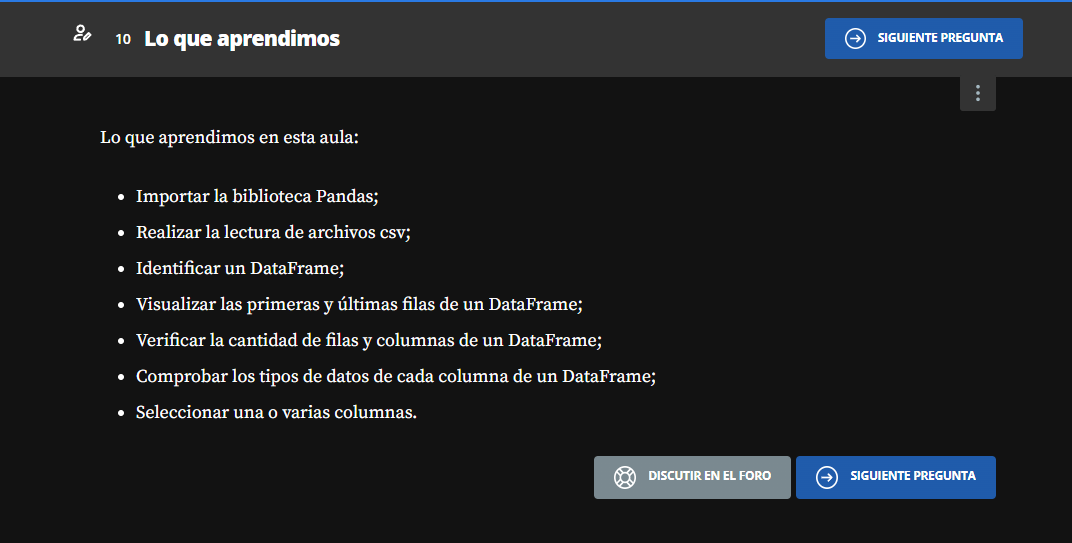 10 Lo que aprendimos
SIGUIENTE PREGUNTA
Lo que aprendimos en esta aula:
• Importar la biblioteca Pandas;
• Realizar la lectura de archivos csv;
• Identificar un DataFrame;
• Visualizar las primeras y últimas filas de un DataFrame;
• Verificar la cantidad de filas y columnas de un DataFrame;
• Comprobar los tipos de datos de cada columna de un DataFrame;
• Seleccionar una o varias columnas.
DISCUTIR EN EL FORO
SIGUIENTE PREGUNTA